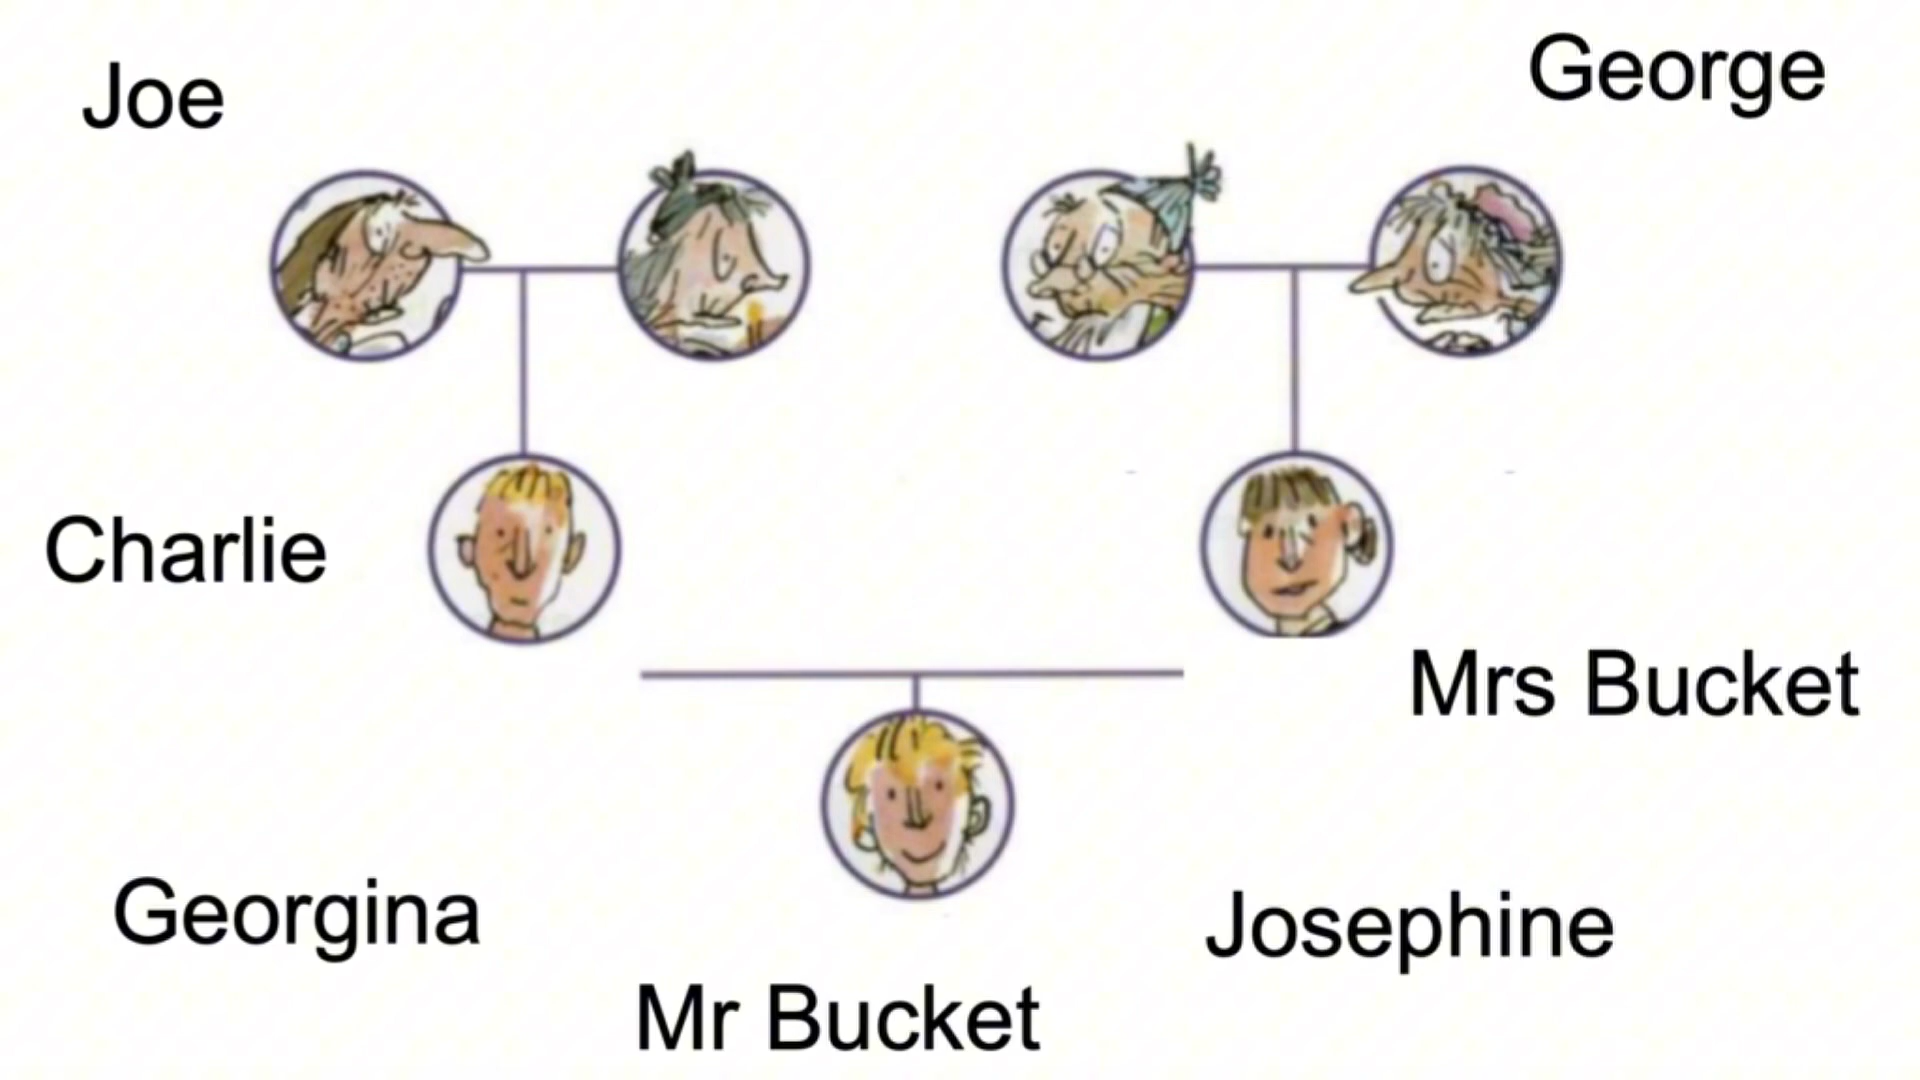 Joe
George
Charlie
Mrs Bucket
Georgina
Josephine
Mr Bucket